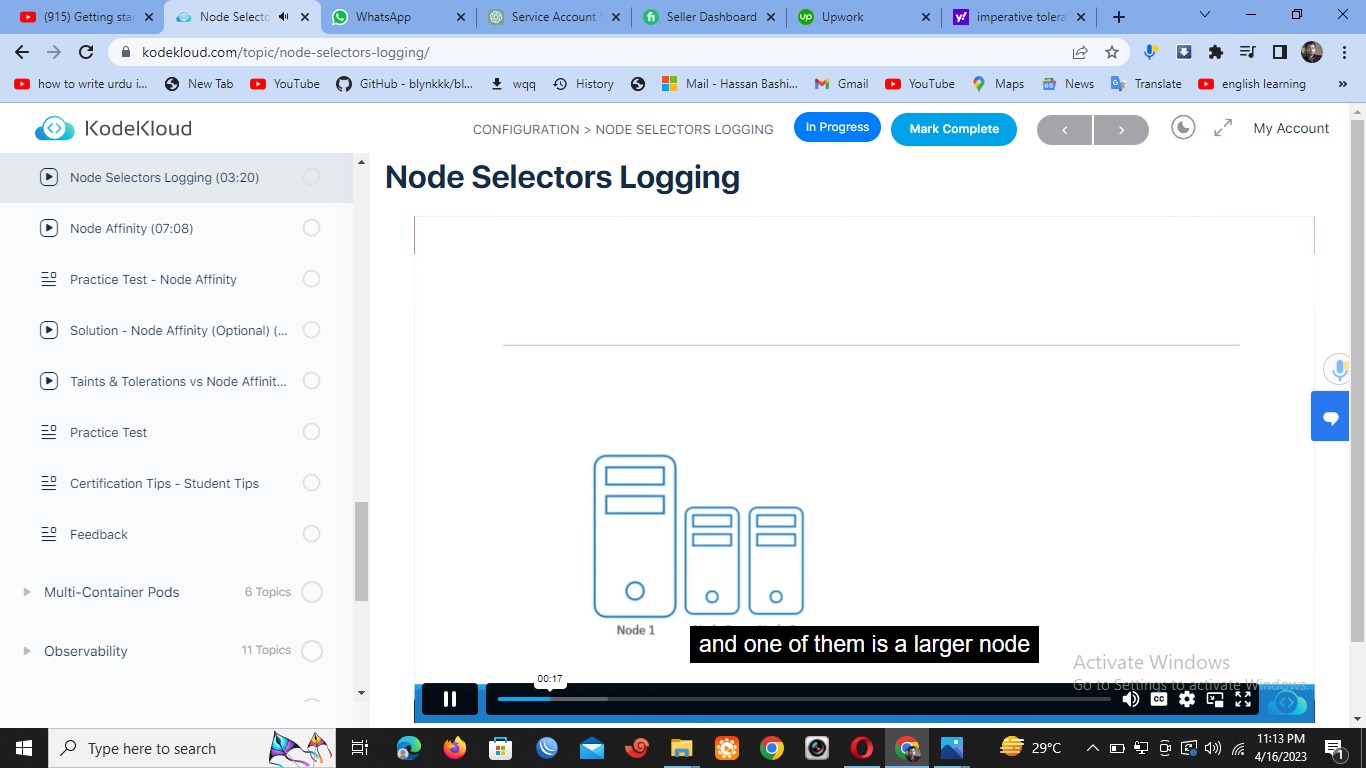 (915) Getting sta
Node Selecto
WhatsApp
Service Account
Seller Dashboard
Upwork
imperative tolera
kodekloud.com/topic/node-selectors-logging/
how to write urdu i...
New Tab
YouTube
GitHub - blynkkk/bl...
wqq
History
Mail - Hassan Bashi...
Gmail
YouTube
Maps
News
Translate
english learning
»
KodeKloud
CONFIGURATION > NODE SELECTORS LOGGING
In Progress
Mark Complete
My Account
Node Selectors Logging (03:20)
Node Affinity (07:08)
Practice Test - Node Affinity
Solution - Node Affinity (Optional) (...
Taints & Tolerations vs Node Affinit...
Practice Test
Certification Tips - Student Tips
Feedback
Multi-Container Pods 6 Topics
Observability 11 Topics
Node Selectors Logging
Node 1
and one of them is a larger node
00:17
CC
Activate Windows
Go to Settings to activate Windows.
Type here to search
29°C
11:13 PM
4/16/2023
1